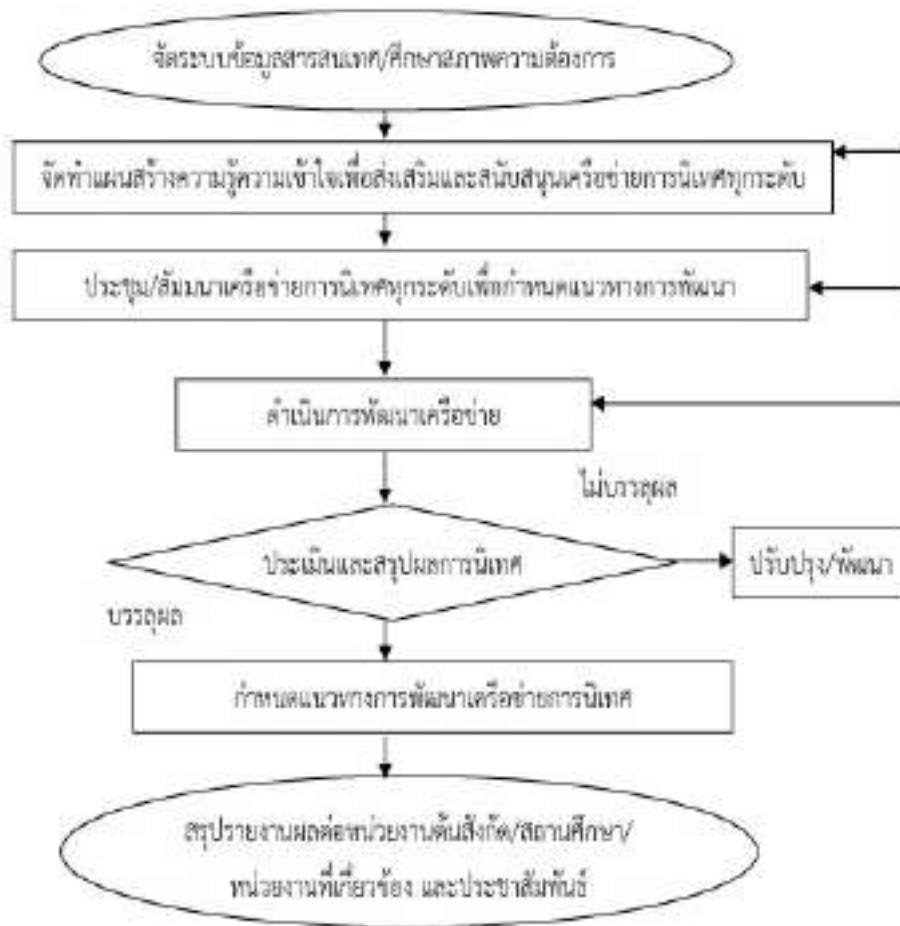 จัดระบบข้อมูลสารสนเทศ/ศึกษาสภาพความต้องการ
จัดทำแผนสร้างความรู้ความเข้าใจเพื่อส่งเสริมและสนับสนุนเครือข่ายการนิเทศทุกระดับ
ประชุม/สัมมนาเครือข่ายการนิเทศทุกระดับเพื่อกำหนดแนวทางการพัฒนา
ดำเนินการพัฒนาเครือข่าย
ไม่บรรลุผล
ประเมินและสรุปผลการนิเทศ
ปรับปรุง/พัฒนา
บรรลุผล
กำหนดแนวทางการพัฒนาเครือข่ายการนิเทศ
สรุปรายงานผลต่อหน่วยงานต้นสังกัด/สถานศึกษา/
หน่วยงานที่เกี่ยวข้อง และประชาสัมพันธ์